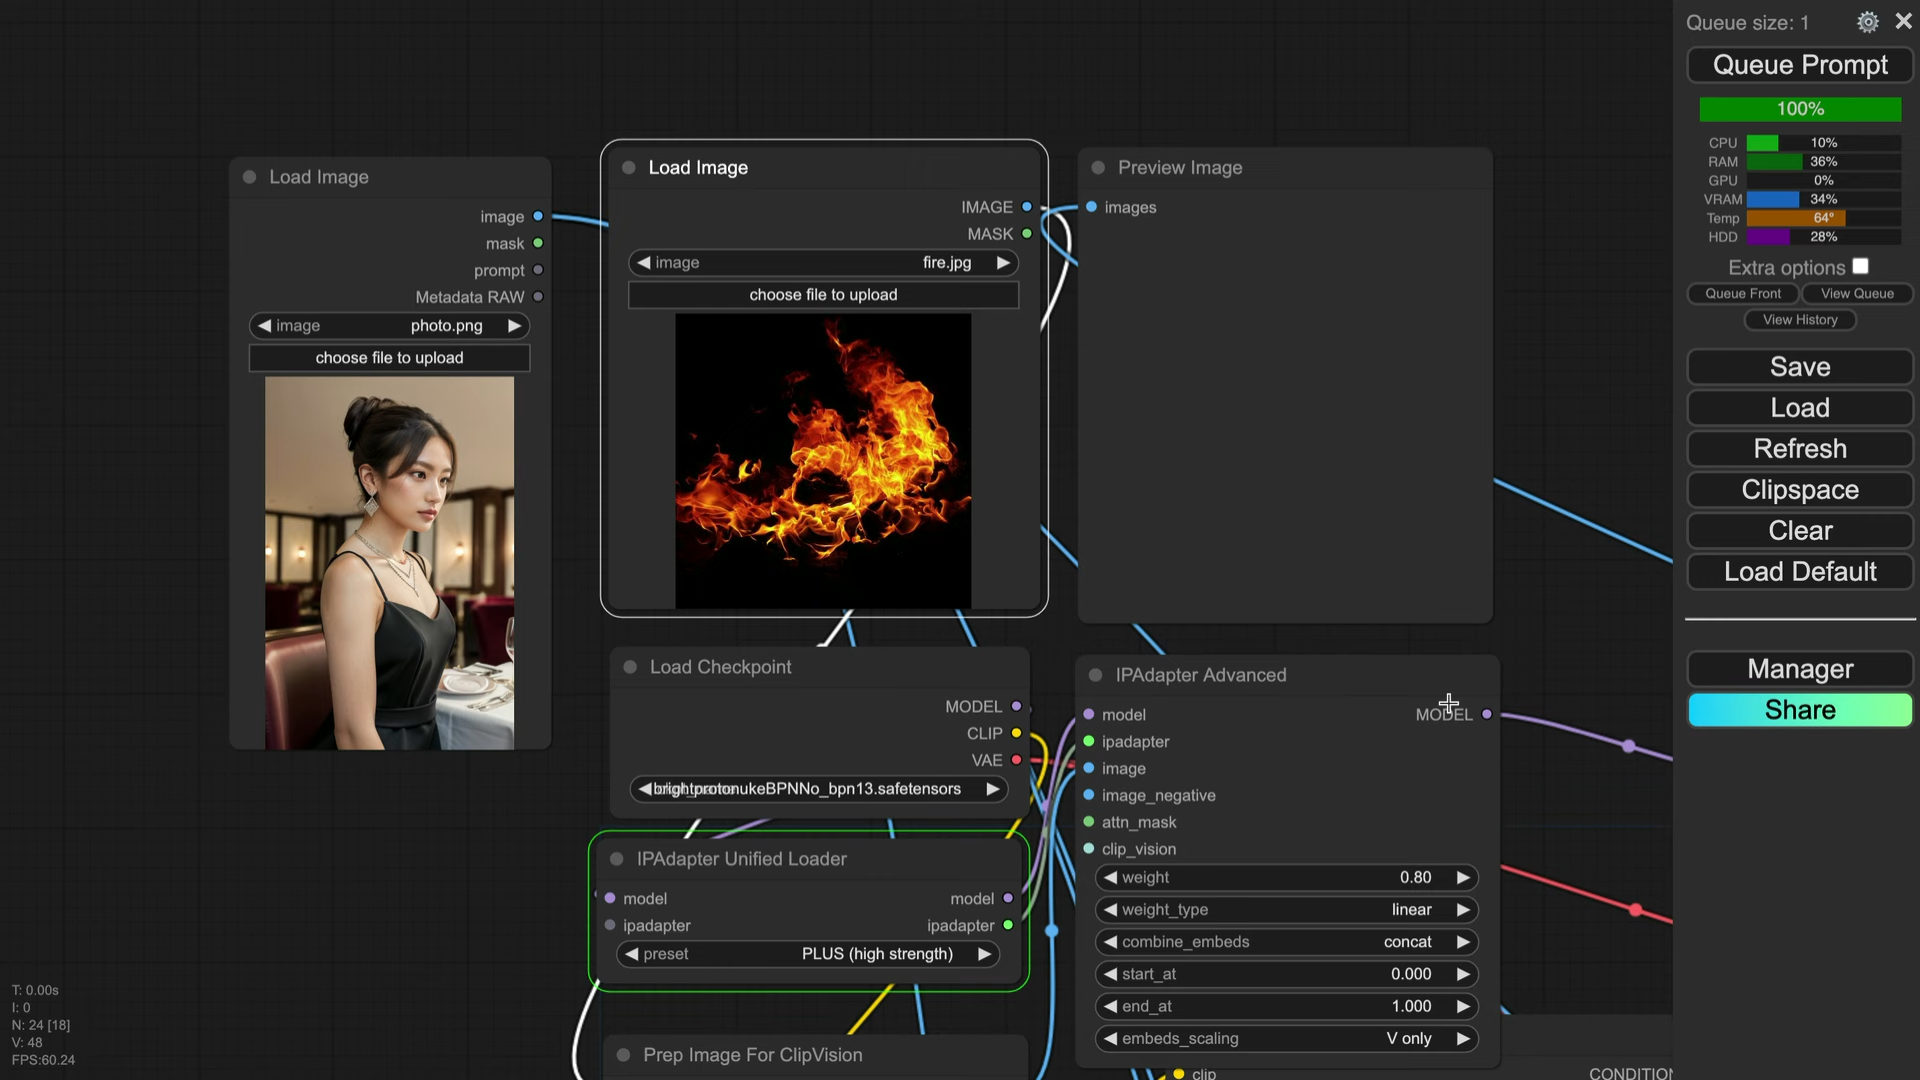 Load Image
image
mask
prompt
Metadata RAW
image photo.png
choose file to upload
Load Image
IMAGE
MASK
image fire.jpg
choose file to upload
Preview Image
images
Load Checkpoint
MODEL
CLIP
VAE
brightprotonukeBPNNo_bpn13.safetensors
IPAdapter Unified Loader
model model
ipadapter ipadapter
preset PLUS (high strength)
Prep Image For ClipVision
IPAdapter Advanced
model MODEL
ipadapter
image
image_negative
attn_mask
clip_vision
weight 0.80
weight_type linear
combine_embeds concat
start_at 0.000
end_at 1.000
embeds_scaling V only
clip CONDITION
Queue size: 1
Queue Prompt
100%
CPU 10%
RAM 36%
GPU 0%
VRAM 34%
Temp 64°
HDD 28%
Extra options
Queue Front View Queue
View History
Save
Load
Refresh
Clipspace
Clear
Load Default
Manager
Share
T: 0.00s
I: 0
N: 24 [18]
V: 48
FPS:60.24